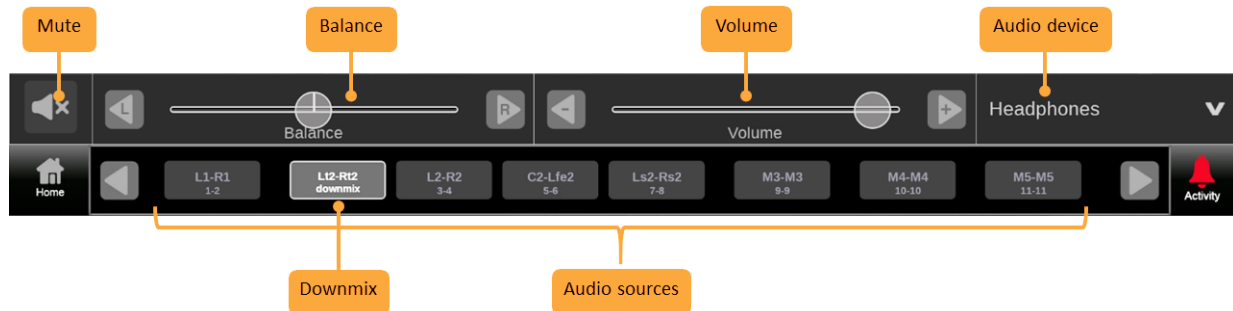 Mute
Balance
Volume
Audio device
L
R
-
+
Headphones
Balance
Volume
Home
L1-R1
1-2
Lt2-Rt2
downmix
L2-R2
3-4
C2-Lfe2
5-6
Ls2-Rs2
7-8
M3-M3
9-9
M4-M4
10-10
M5-M5
11-11
Activity
Downmix
Audio sources